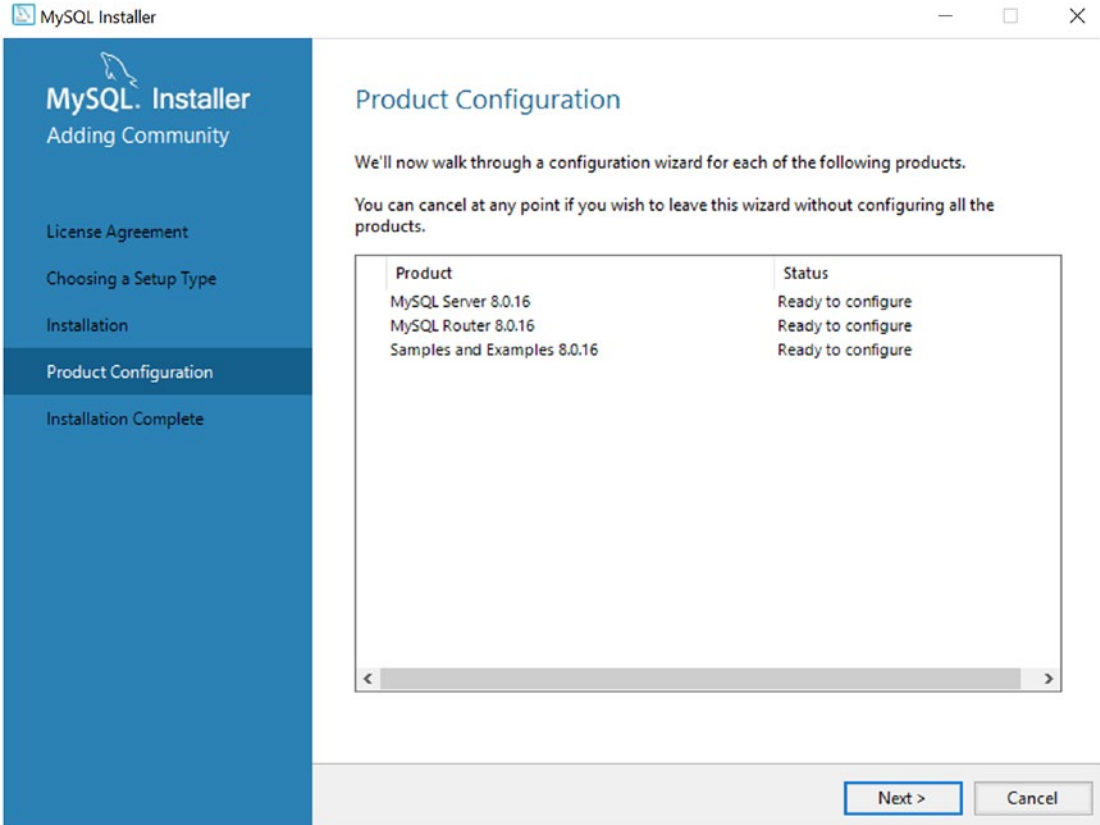 MySQL Installer
MySQL. Installer
Adding Community
License Agreement
Choosing a Setup Type
Installation
Product Configuration
Installation Complete
Product Configuration
We'll now walk through a configuration wizard for each of the following products.
You can cancel at any point if you wish to leave this wizard without configuring all the
products.
Product Status
MySQL Server 8.0.16 Ready to configure
MySQL Router 8.0.16 Ready to configure
Samples and Examples 8.0.16 Ready to configure
Next > Cancel